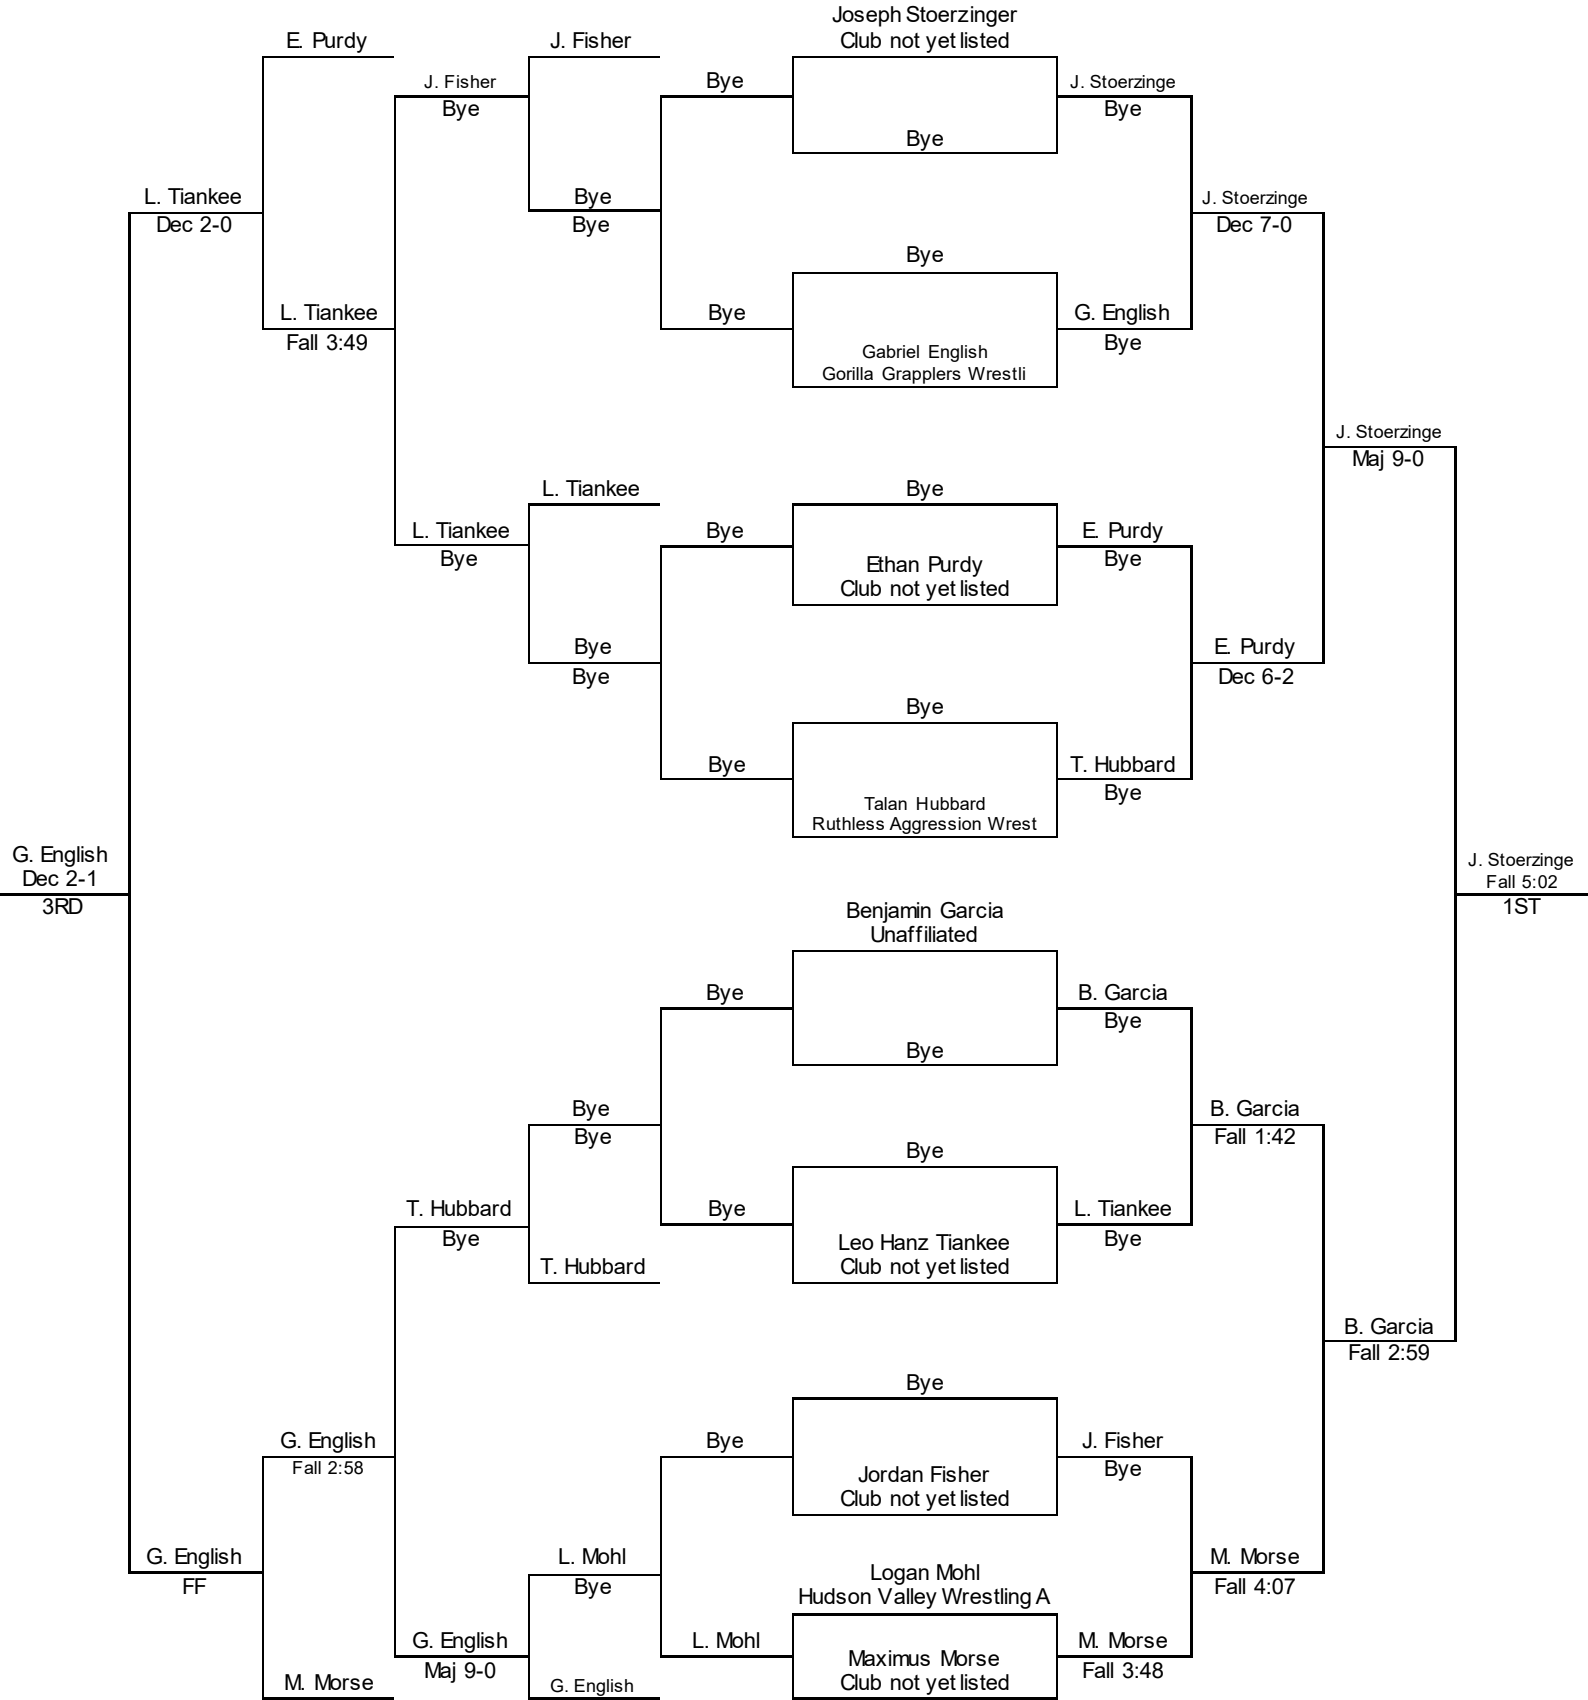 Joseph Stoerzinger
E. Purdy
J. Fisher
Club not yet listed
J. Fisher
Bye
J. Stoerzinge
Bye
Bye
Bye
L. Tiankee
Bye
J. Stoerzinge
Dec 2-0
Bye
Dec 7-0
Bye
L. Tiankee
Bye
G. English
Fall 3:49
Bye
Gabriel English
Gorilla Grapplers Wrestli
J. Stoerzinge
Maj 9-0
L. Tiankee
Bye
L. Tiankee
Bye
E. Purdy
Bye
Ethan Purdy
Bye
Club not yet listed
Bye
E. Purdy
Bye
Dec 6-2
Bye
Bye
T. Hubbard
Talan Hubbard
Bye
Ruthless Aggression Wrest
G. English
J. Stoerzinge
Dec 2-1
Fall 5:02
3RD
1ST
Benjamin Garcia
Unaffiliated
Bye
B. Garcia
Bye
Bye
Bye
B. Garcia
Bye
Fall 1:42
Bye
T. Hubbard
Bye
L. Tiankee
Bye
Leo Hanz Tiankee
Bye
T. Hubbard
Club not yet listed
B. Garcia
Fall 2:59
Bye
G. English
Bye
J. Fisher
Fall 2:58
Jordan Fisher
Bye
Club not yet listed
G. English
L. Mohl
M. Morse
FF
Bye
Logan Mohl
Fall 4:07
Hudson Valley Wrestling A
G. English
L. Mohl
M. Morse
Maj 9-0
Maximus Morse
Fall 3:48
M. Morse
G. English
Club not yet listed